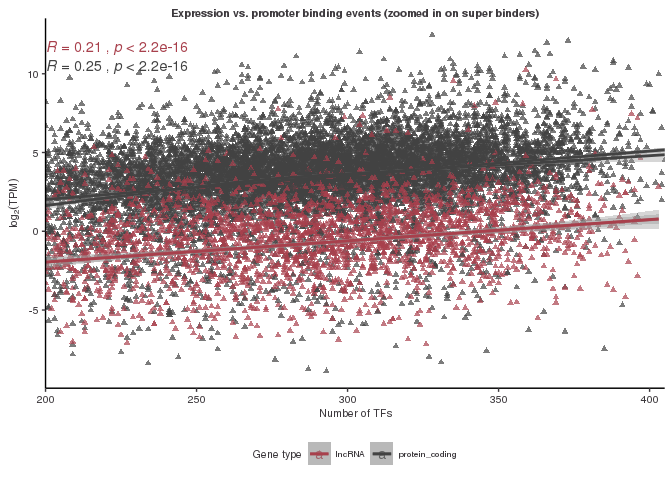 Expression vs. promoter binding events (zoomed in on super binders)
R = 0.21 , p < 2.2e-16
R = 0.25 , p < 2.2e-16
10
5
0
-5
log₂(TPM)
200 250 300 350 400
Number of TFs
Gene type a lncRNA a protein_coding